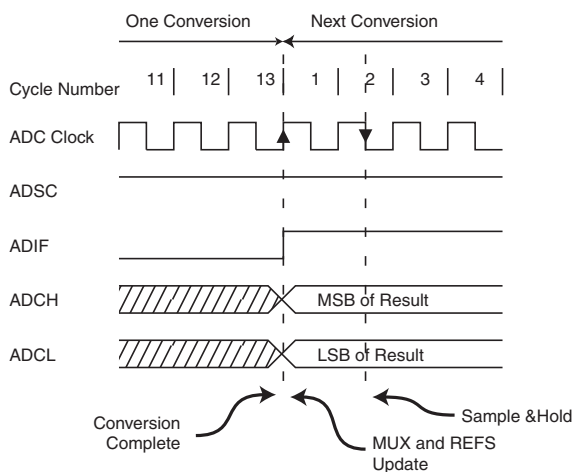 One Conversion Next Conversion
Cycle Number 11 12 13 1 2 3 4
ADC Clock
ADSC
ADIF
ADCH MSB of Result
ADCL LSB of Result
Conversion
Complete
MUX and REFS
Update
Sample &Hold